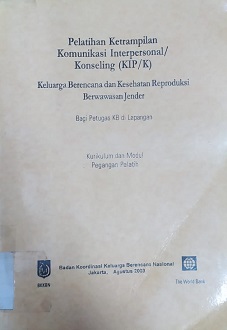 Pelatihan Ketrampilan
Komunikasi Interpersonal/
Konseling (KIP/K)
Keluarga Berencana dan Kesehatan Reproduksi
Berwawasan Jender
Bagi Petugas KB di Lapangan
Kurikulum dan Modul
Pegangan Pelatih
Badan Koordinasi Keluarga Berencana Nasional
Jakarta, Agustus
BKKBN
The World Bank